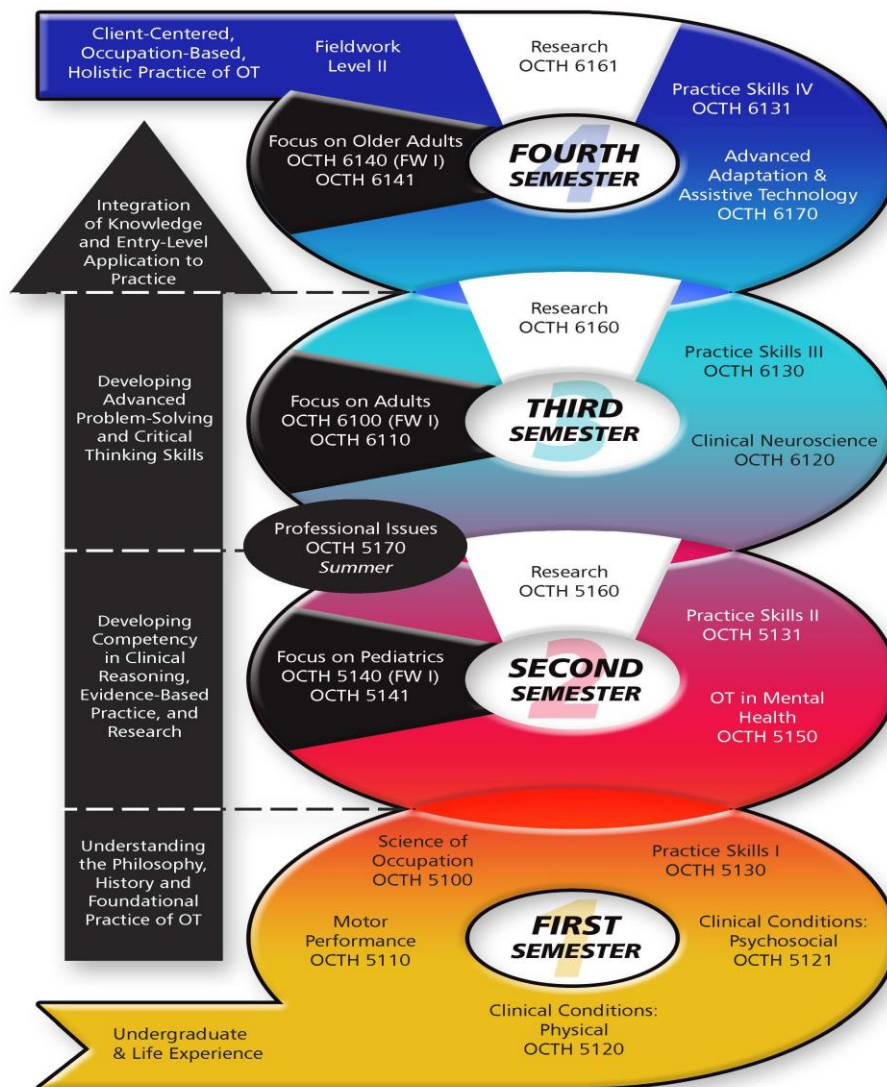 Client-Centered,
Occupation-Based,
Holistic Practice of OT
Fieldwork
Level II
Research
OCTH 6161
Practice Skills IV
OCTH 6131
Focus on Older Adults
OCTH 6140 (FW I)
OCTH 6141
4
FOURTH
SEMESTER
Advanced
Adaptation &
Assistive Technology
OCTH 6170
Integration
of Knowledge
and Entry-Level
Application to
Practice
Research
OCTH 6160
Practice Skills III
OCTH 6130
Developing
Advanced
Problem-Solving
and Critical
Thinking Skills
Focus on Adults
OCTH 6100 (FW I)
OCTH 6110
3
THIRD
SEMESTER
Clinical Neuroscience
OCTH 6120
Professional Issues
OCTH 5170
Summer
Research
OCTH 5160
Practice Skills II
OCTH 5131
Developing
Competency
in Clinical
Reasoning,
Evidence-Based
Practice, and
Research
Focus on Pediatrics
OCTH 5140 (FW I)
OCTH 5141
2
SECOND
SEMESTER
OT in Mental
Health
OCTH 5150
Understanding
the Philosophy,
History and
Foundational
Practice of OT
Science of
Occupation
OCTH 5100
Practice Skills I
OCTH 5130
Motor
Performance
OCTH 5110
1
FIRST
SEMESTER
Clinical Conditions:
Psychosocial
OCTH 5121
Clinical Conditions:
Physical
OCTH 5120
Undergraduate
& Life Experience